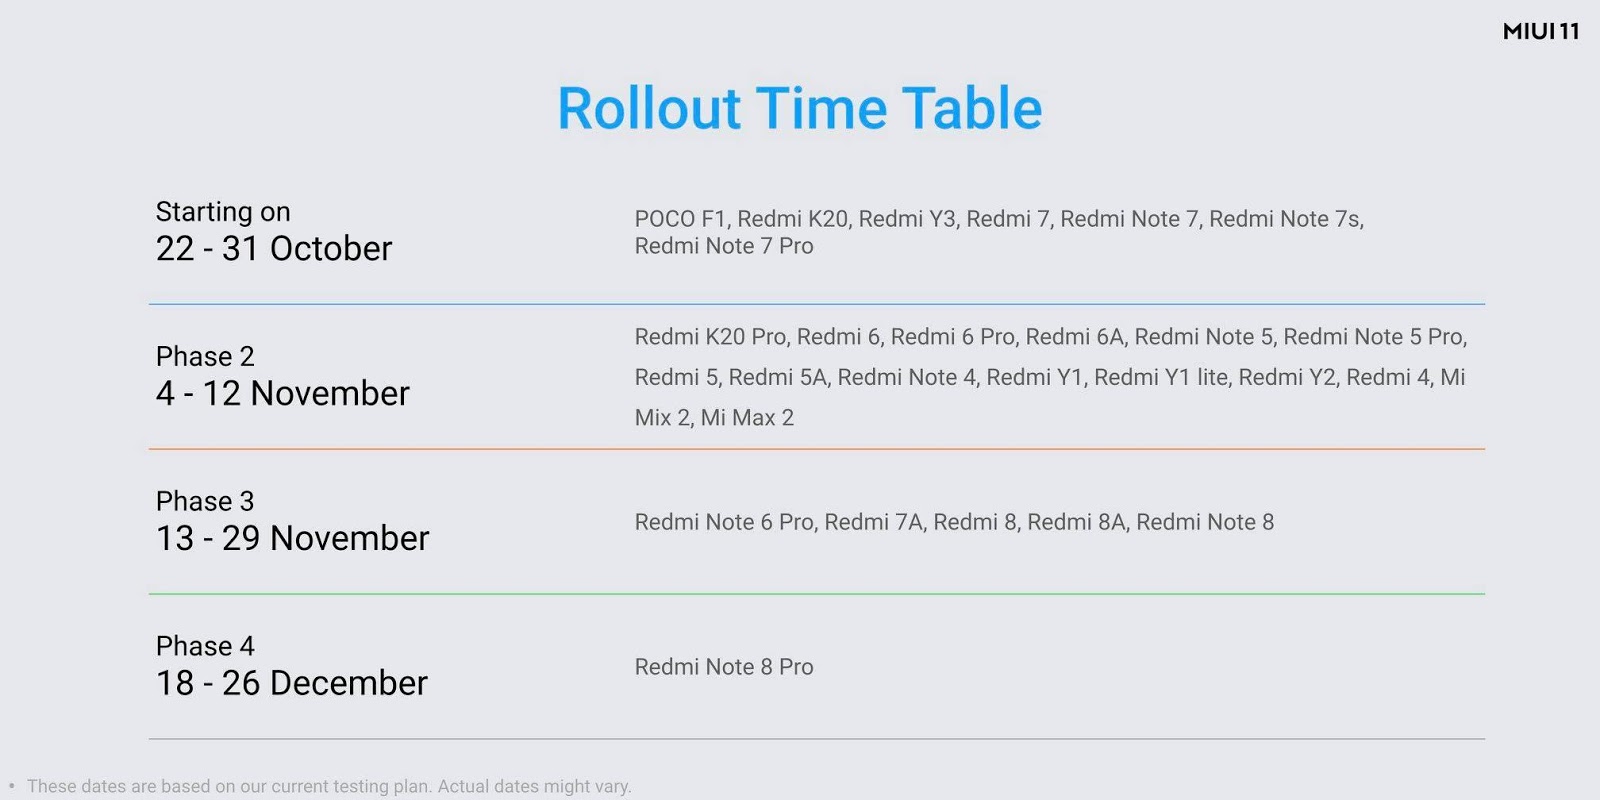 MIUI 11
Rollout Time Table
Starting on
22 - 31 October
POCO F1, Redmi K20, Redmi Y3, Redmi 7, Redmi Note 7, Redmi Note 7s,
Redmi Note 7 Pro
Phase 2
4 - 12 November
Redmi K20 Pro, Redmi 6, Redmi 6 Pro, Redmi 6A, Redmi Note 5, Redmi Note 5 Pro,
Redmi 5, Redmi 5A, Redmi Note 4, Redmi Y1, Redmi Y1 lite, Redmi Y2, Redmi 4, Mi
Mix 2, Mi Max 2
Phase 3
13 - 29 November
Redmi Note 6 Pro, Redmi 7A, Redmi 8, Redmi 8A, Redmi Note 8
Phase 4
18 - 26 December
Redmi Note 8 Pro
• These dates are based on our current testing plan. Actual dates might vary.